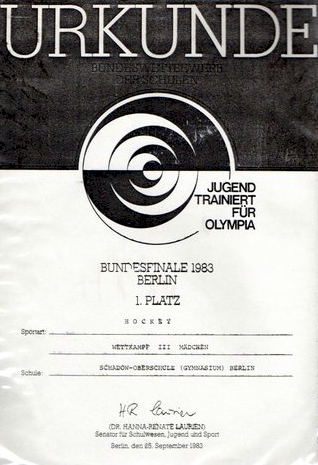 URKUNDE
BUNDESWETTBEWERB
DER SCHULEN
JUGEND
TRAINIERT
FÜR
OLYMPIA
BUNDESFINALE 1983
BERLIN
1. PLATZ
Sportart: HOCKEY
WETTKAMPF III MÄDCHEN
Schule: SCHADOW-OBERSCHULE (GYMNASIUM) BERLIN
(DR. HANNA-RENATE LAURIEN)
Senator für Schulwesen, Jugend und Sport
Berlin, den 25. September 1983